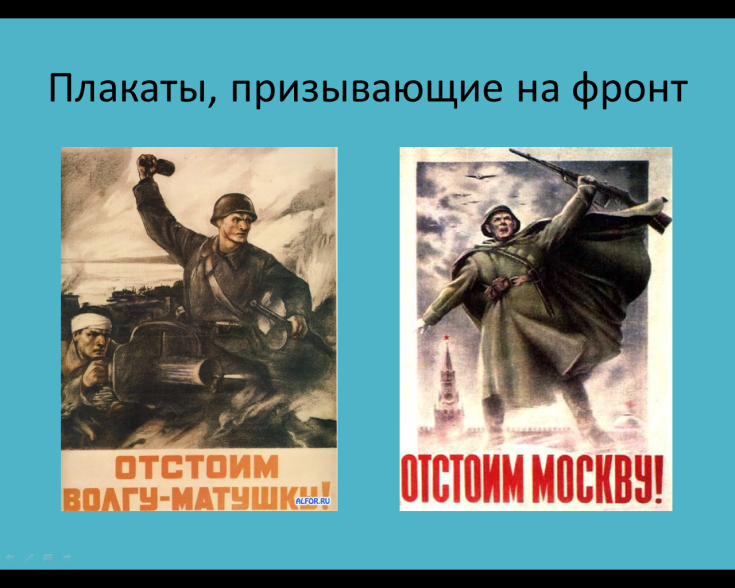 Плакаты, призывающие на фронт
ОТСТОИМ
ВОЛГУ-МАТУШКУ!
ALFOR.RU
ОТСТОИМ МОСКВУ!